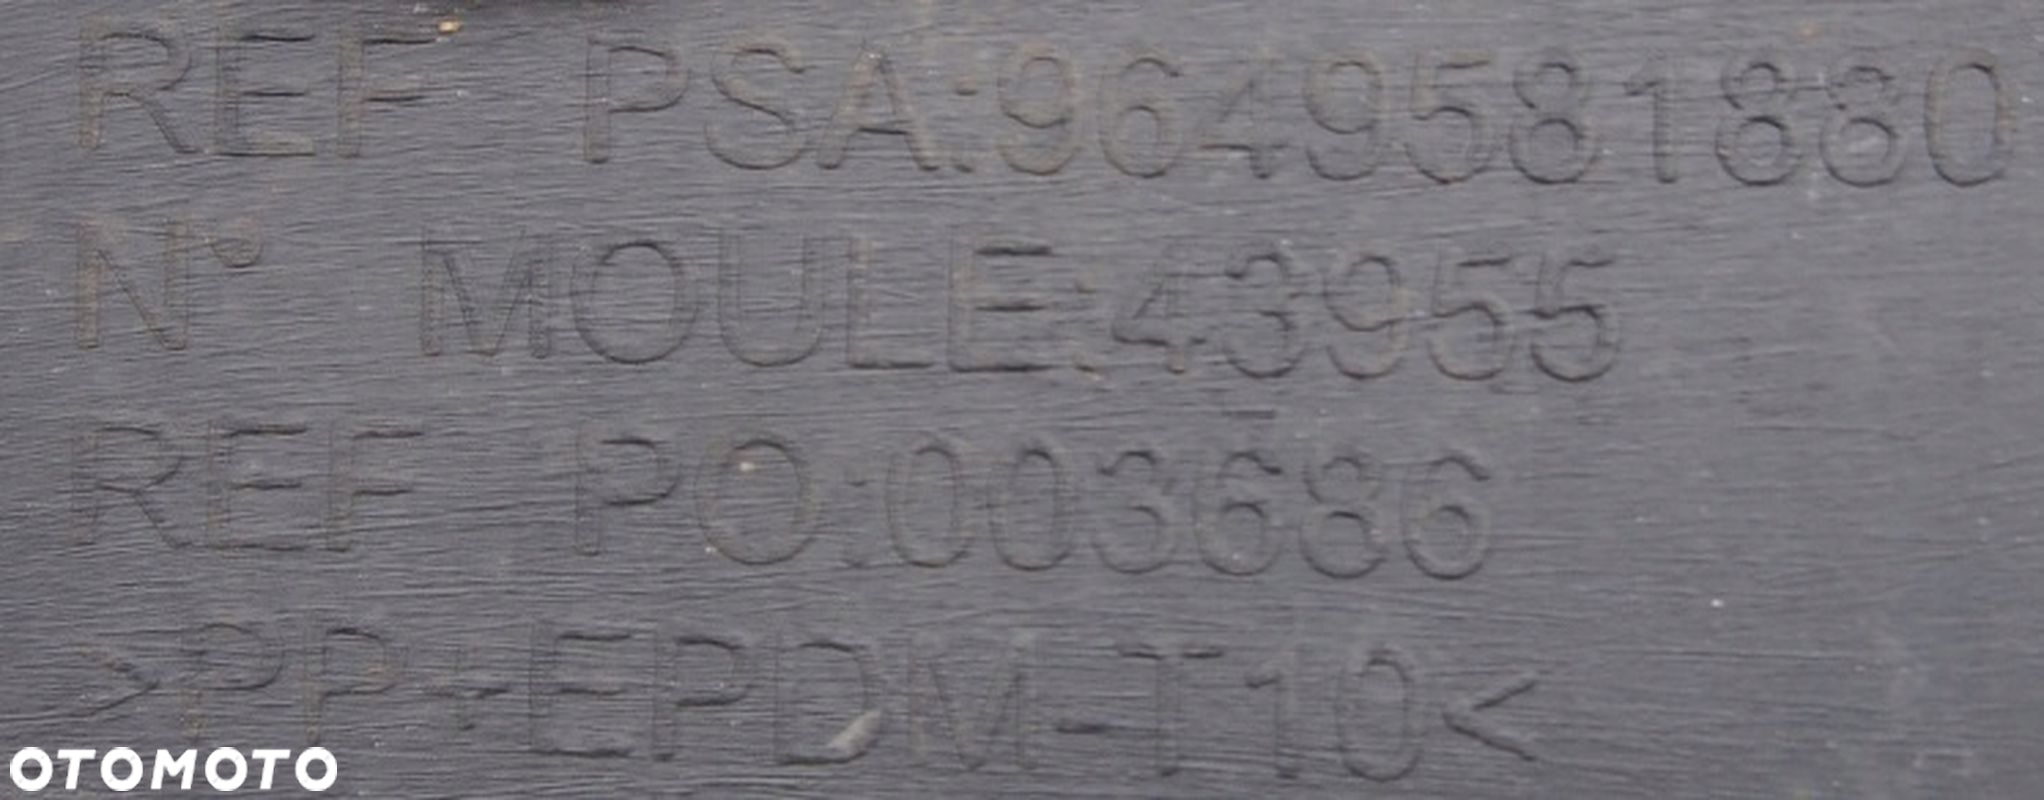 REF PSA:9649581880
N° MOULE:43955
REF PO:003686
>PP+EPDM-T10<
OTOMOTO